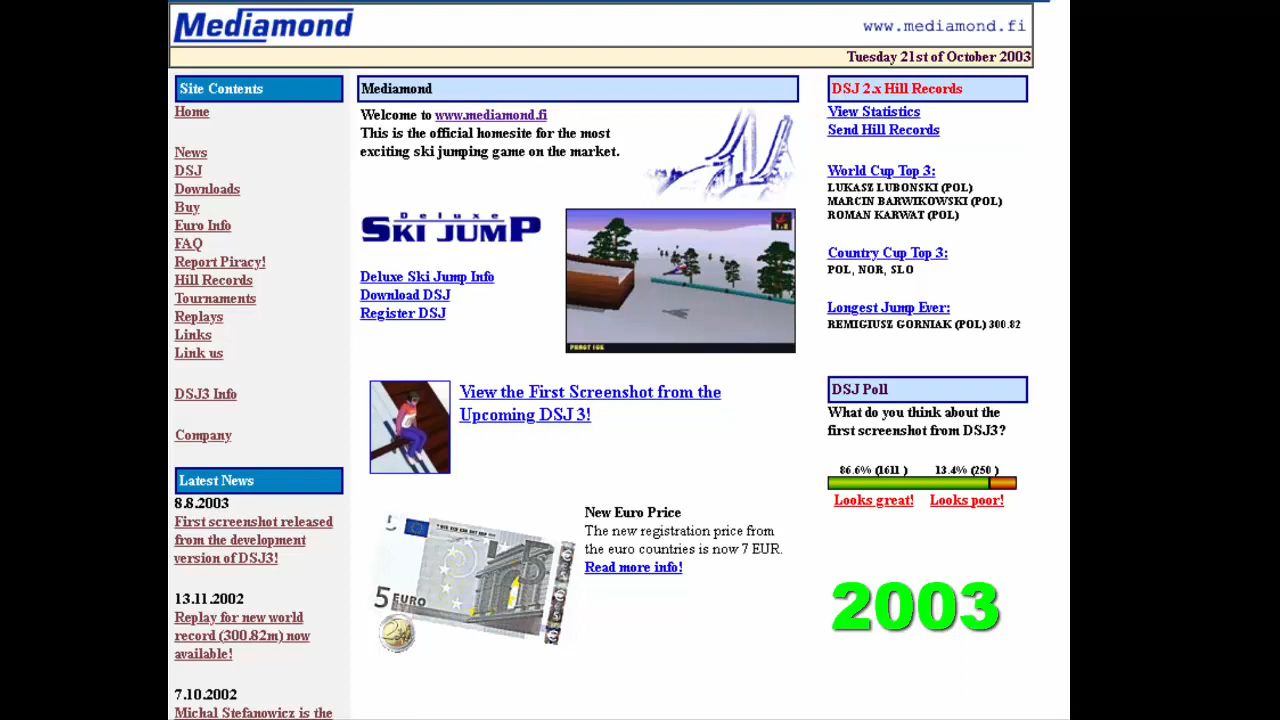 Mediamond
www.mediamond.fi
Tuesday 21st of October 2003
Site Contents
Home
News
DSJ
Downloads
Buy
Euro Info
FAQ
Report Piracy!
Hill Records
Tournaments
Replays
Links
Link us
DSJ3 Info
Company
Latest News
8.8.2003
First screenshot released
from the development
version of DSJ3!
13.11.2002
Replay for new world
record (300.82m) now
available!
7.10.2002
Michal Stefanowicz is the
Mediamond
Welcome to www.mediamond.fi
This is the official homesite for the most
exciting ski jumping game on the market.
Deluxe
SKI JUMP
Deluxe Ski Jump Info
Download DSJ
Register DSJ
View the First Screenshot from the
Upcoming DSJ 3!
5 EURO
New Euro Price
The new registration price from
the euro countries is now 7 EUR.
Read more info!
DSJ 2.x Hill Records
View Statistics
Send Hill Records
World Cup Top 3:
LUKASZ LUBONSKI (POL)
MARCIN BARWIKOWSKI (POL)
ROMAN KARWAT (POL)
Country Cup Top 3:
POL, NOR, SLO
Longest Jump Ever:
REMIGIUSZ GORNIAK (POL) 300.82
DSJ Poll
What do you think about the
first screenshot from DSJ3?
86.6% (1611 ) 13.4% (250 )
Looks great! Looks poor!
2003